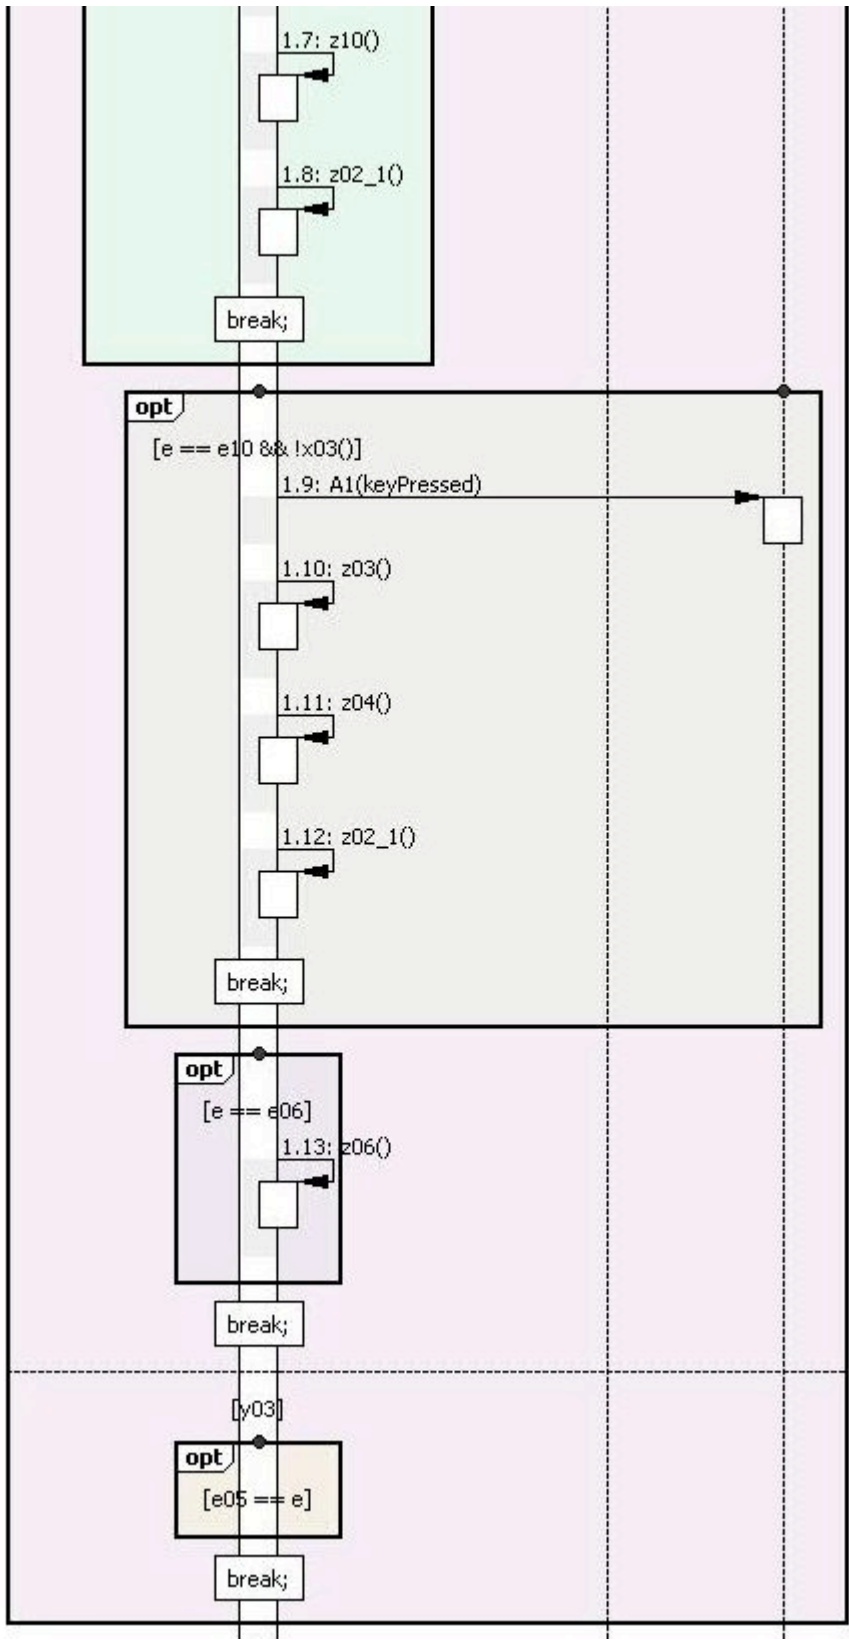 1.7: z10()
1.8: z02_1()
break;
opt
[e == e10 && !x03()]
1.9: A1(keyPressed)
1.10: z03()
1.11: z04()
1.12: z02_1()
break;
opt
[e == e06]
1.13: z06()
break;
[y03]
opt
[e05 == e]
break;